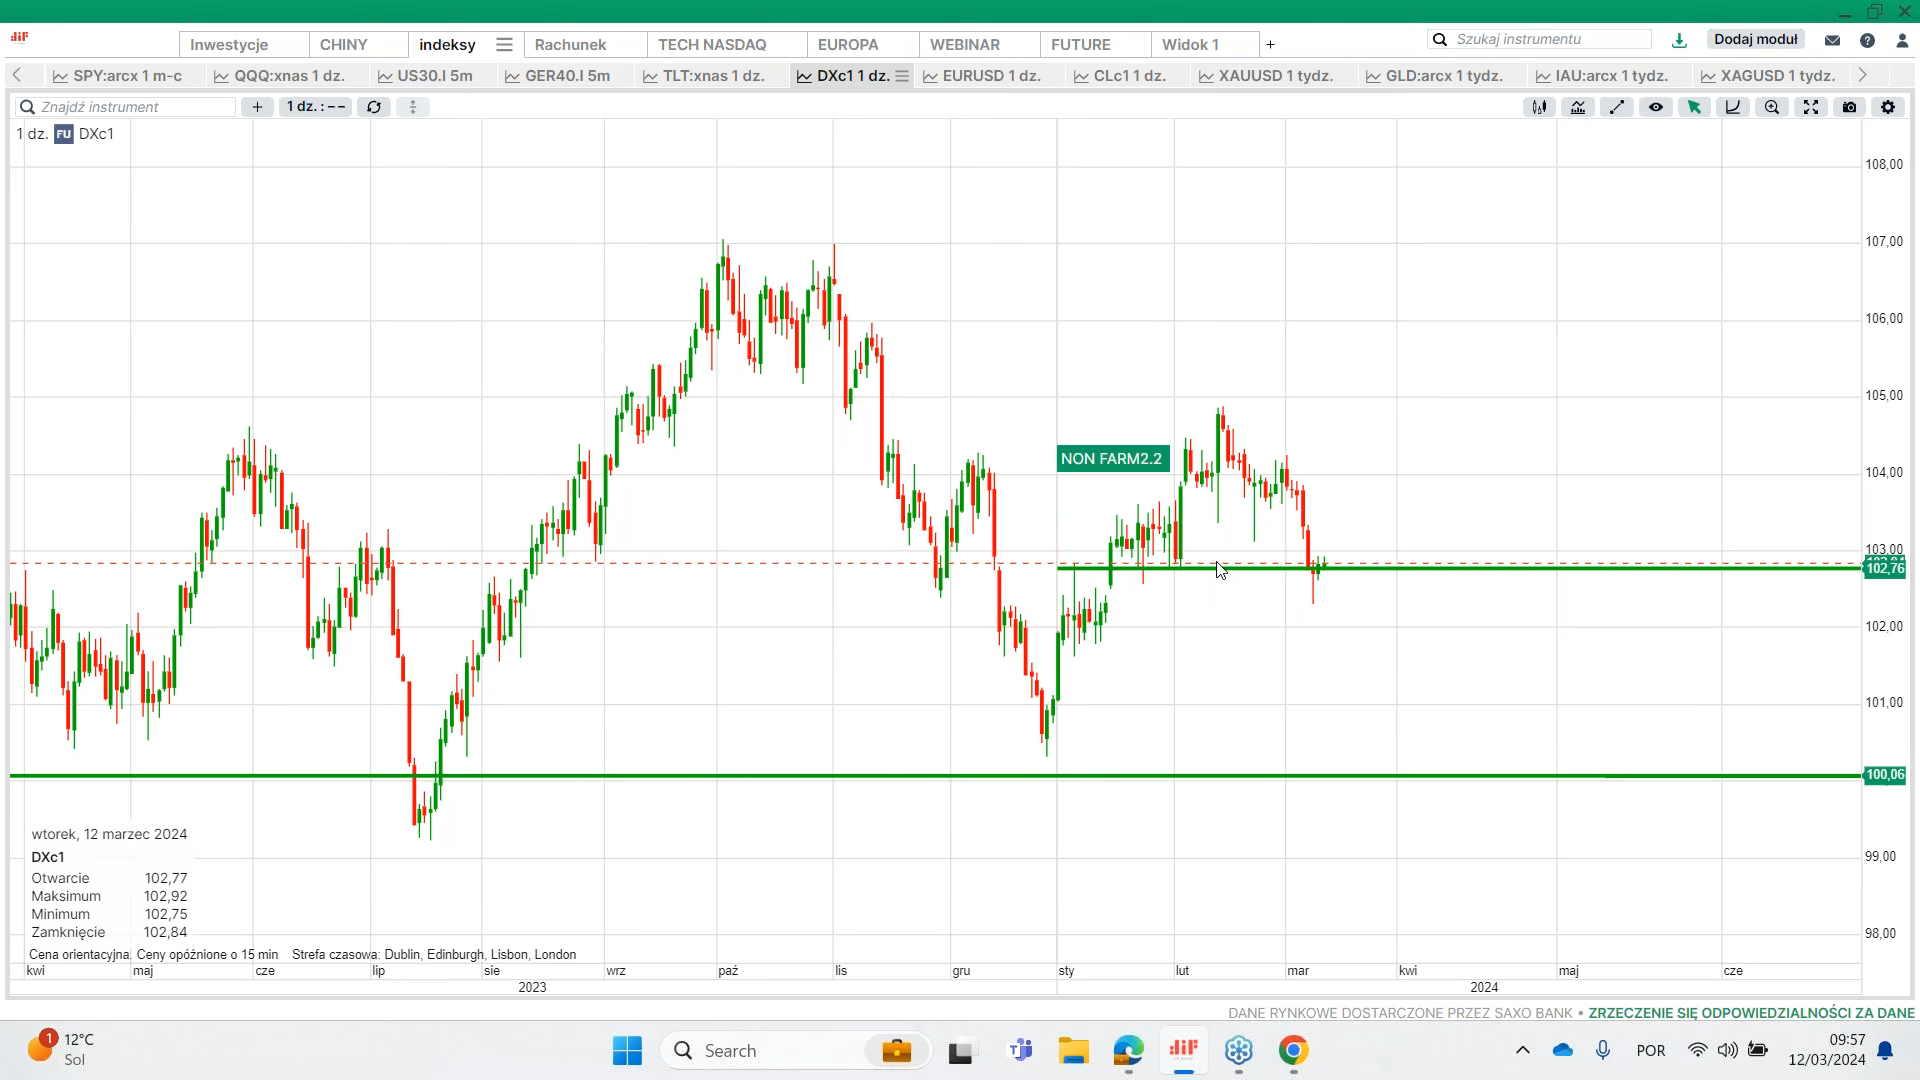 Inwestycje CHINY indeksy Rachunek TECH NASDAQ EUROPA WEBINAR FUTURE Widok 1 +
Szukaj instrumentu Dodaj moduł
SPY:arcx 1 m-c QQQ:xnas 1 dz. US30.I 5m GER40.I 5m TLT:xnas 1 dz. DXc1 1 dz. EURUSD 1 dz. CLc1 1 dz. XAUUSD 1 tydz. GLD:arcx 1 tydz. IAU:arcx 1 tydz. XAGUSD 1 tydz.
Znajdź instrument + 1 dz. : – –
1 dz. FU DXc1
108,00
107,00
106,00
105,00
NON FARM2.2
104,00
103,00
102,76
102,00
101,00
100,06
99,00
98,00
wtorek, 12 marzec 2024
DXc1
Otwarcie 102,77
Maksimum 102,92
Minimum 102,75
Zamknięcie 102,84
Cena orientacyjna. Ceny opóźnione o 15 min Strefa czasowa: Dublin, Edinburgh, Lisbon, London
kwi maj cze lip sie wrz paź lis gru sty lut mar kwi maj cze
2023 2024
DANE RYNKOWE DOSTARCZONE PRZEZ SAXO BANK • ZRZECZENIE SIĘ ODPOWIEDZIALNOŚCI ZA DANE
1 12°C
Sol
Search
POR
09:57
12/03/2024